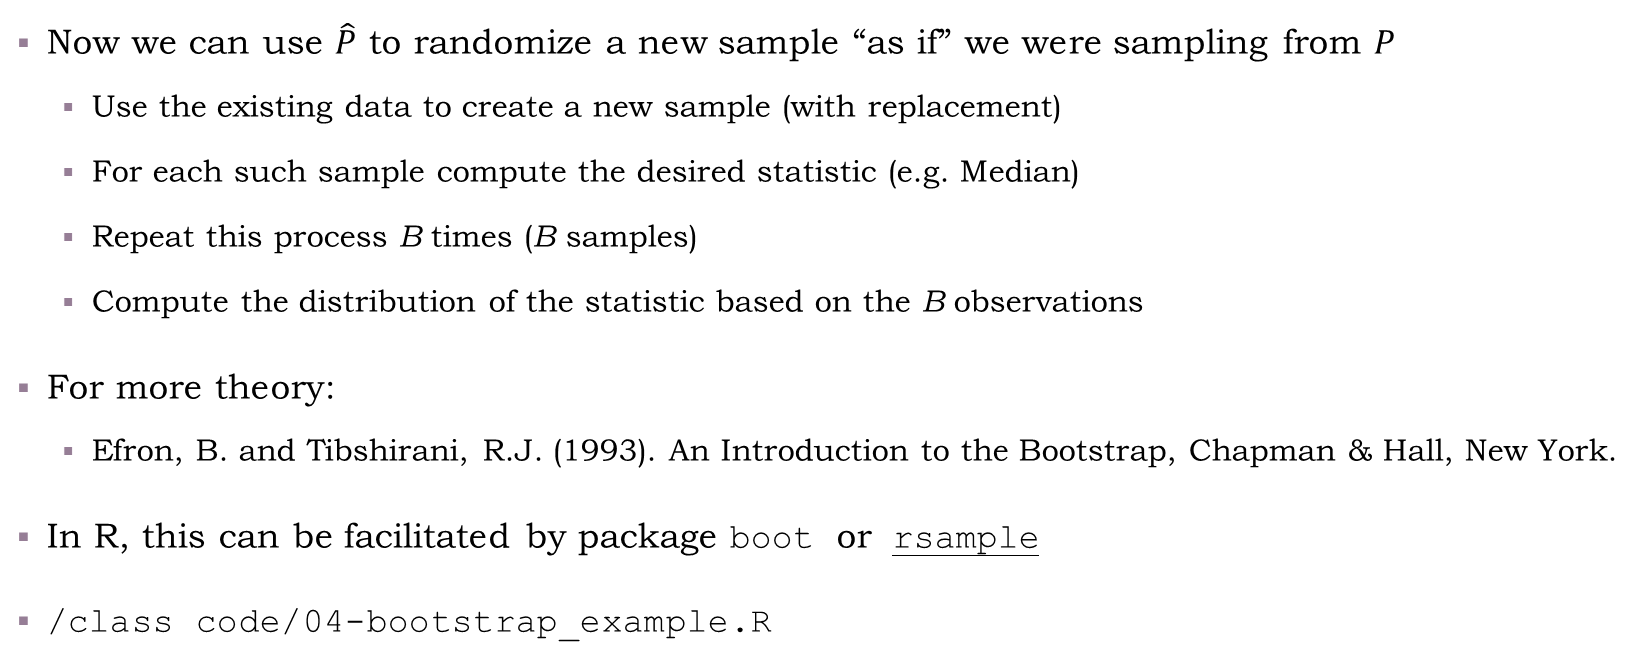 ▪ Now we can use P̂ to randomize a new sample “as if” we were sampling from P
▪ Use the existing data to create a new sample (with replacement)
▪ For each such sample compute the desired statistic (e.g. Median)
▪ Repeat this process B times (B samples)
▪ Compute the distribution of the statistic based on the B observations
▪ For more theory:
▪ Efron, B. and Tibshirani, R.J. (1993). An Introduction to the Bootstrap, Chapman & Hall, New York.
▪ In R, this can be facilitated by package boot or rsample
▪ /class code/04-bootstrap_example.R